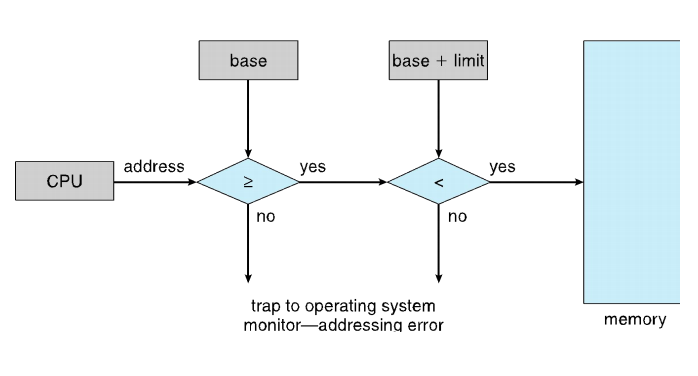 base
base + limit
CPU
address
≥
yes
<
yes
no
no
trap to operating system
monitor—addressing error
memory